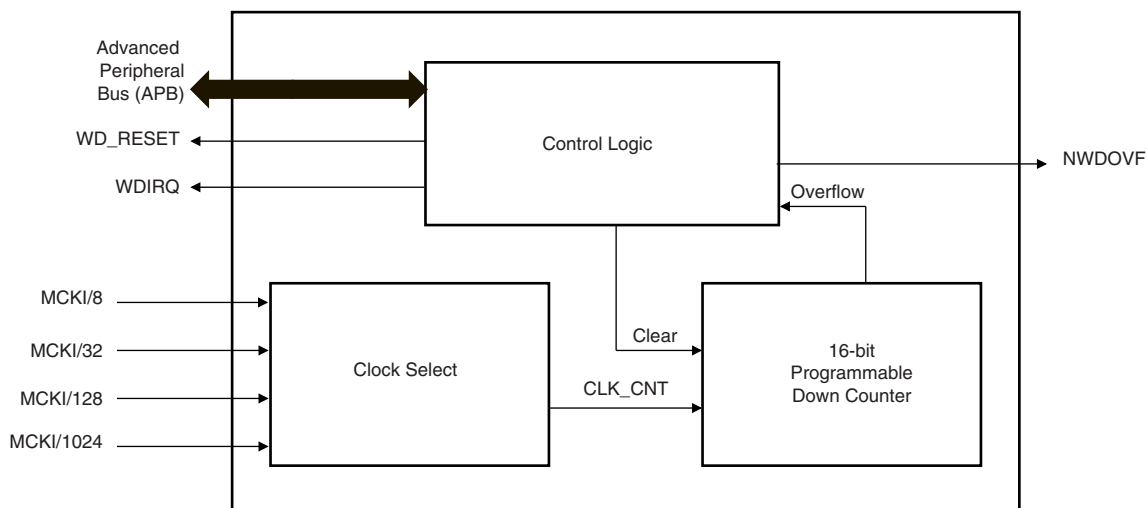 Advanced
Peripheral
Bus (APB)
WD_RESET
WDIRQ
Control Logic
NWDOVF
Overflow
MCKI/8
MCKI/32
MCKI/128
MCKI/1024
Clock Select
Clear
CLK_CNT
16-bit
Programmable
Down Counter